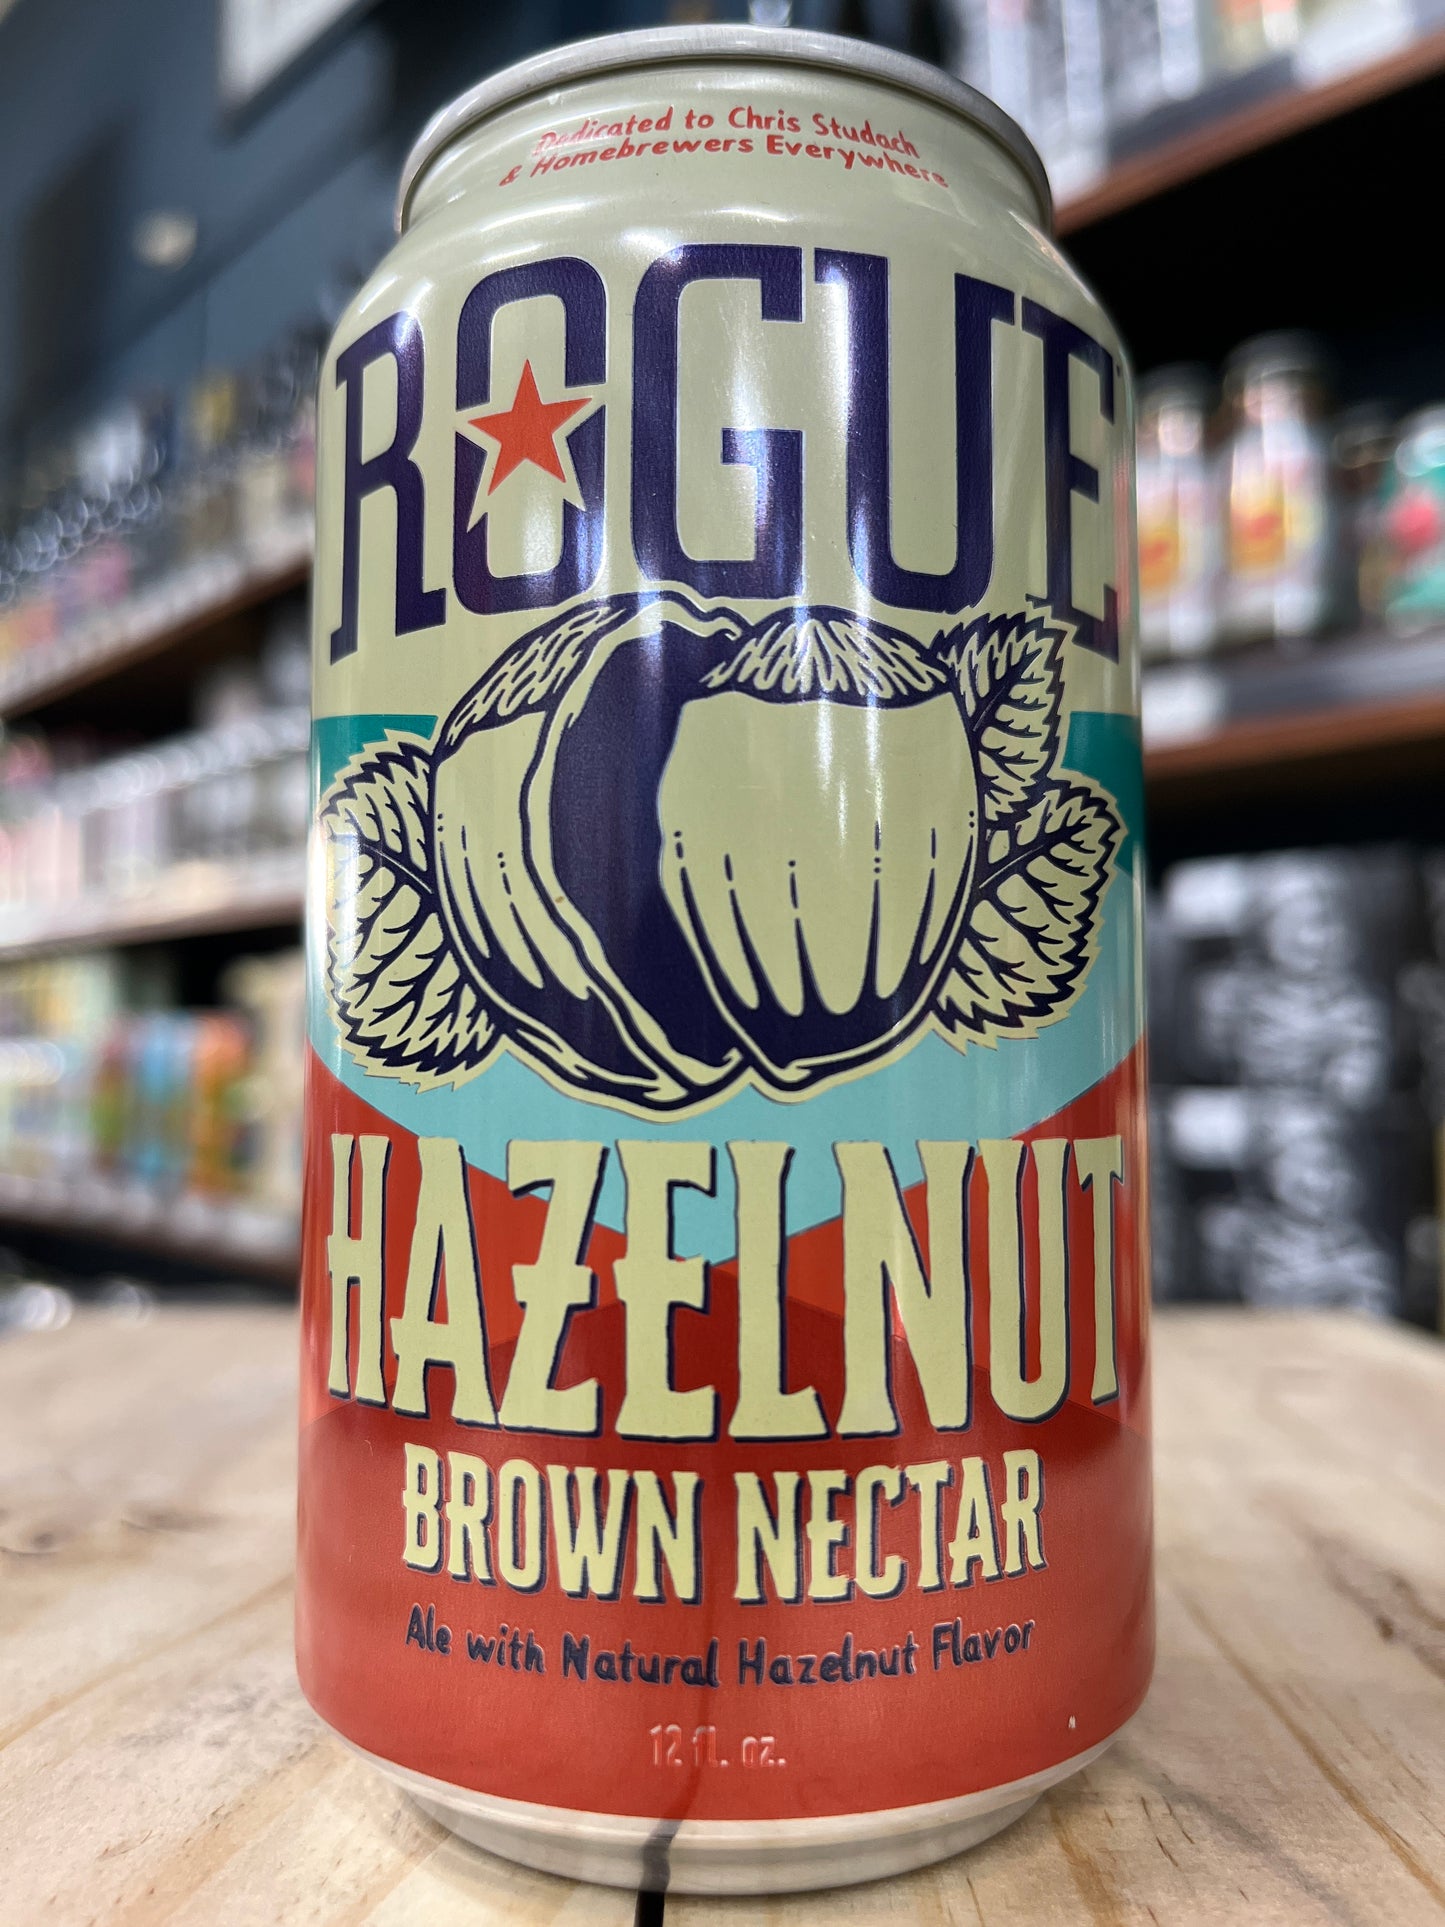 Dedicated to Chris Studach
& Homebrewers Everywhere
ROGUE
HAZELNUT
BROWN NECTAR
Ale with Natural Hazelnut Flavor
12 fl. oz.